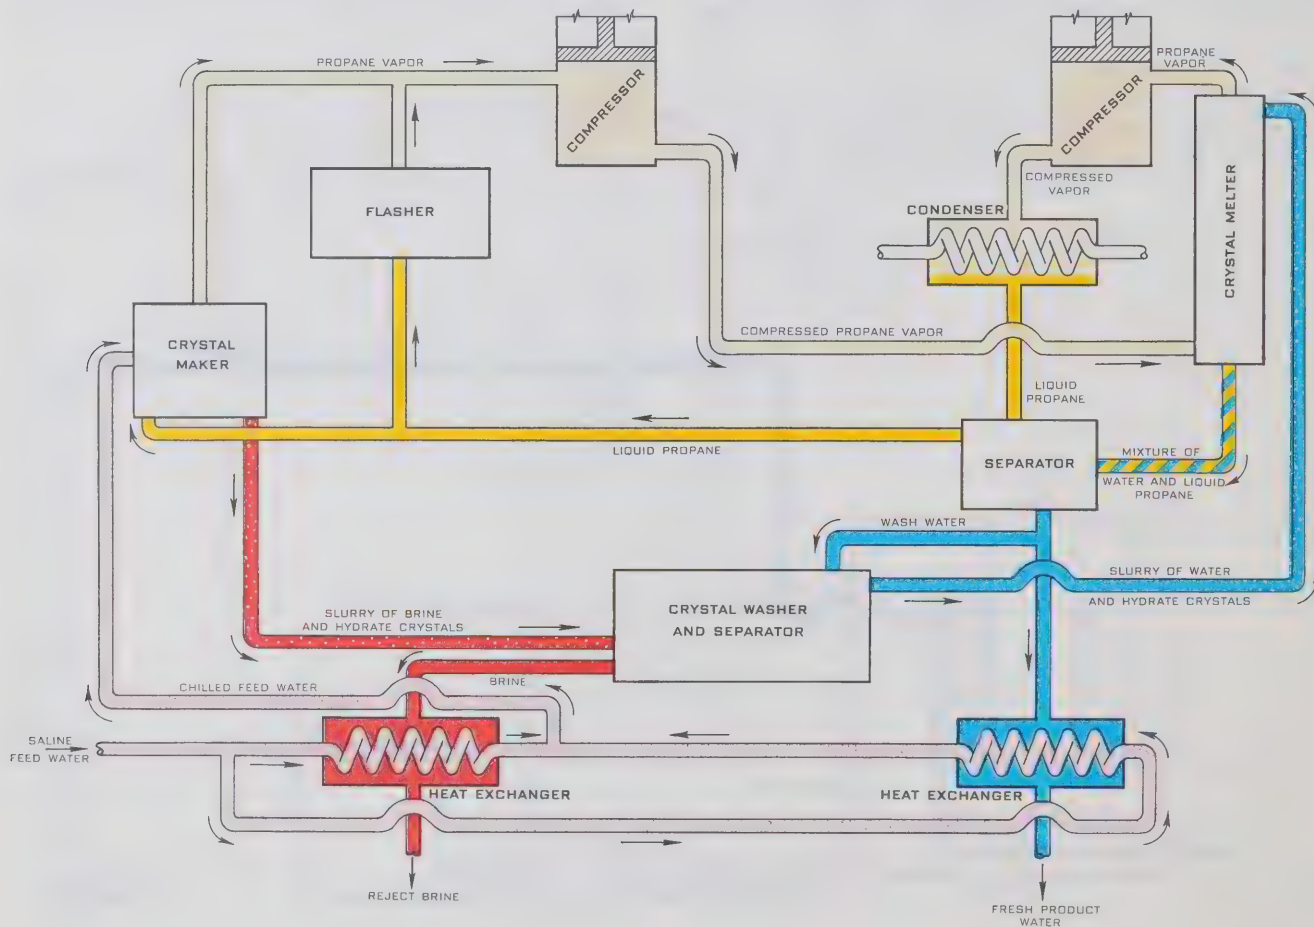 PROPANE VAPOR
COMPRESSOR
COMPRESSOR
PROPANE
VAPOR
FLASHER
COMPRESSED
VAPOR
CONDENSER
CRYSTAL MELTER
CRYSTAL
MAKER
COMPRESSED PROPANE VAPOR
LIQUID
PROPANE
LIQUID PROPANE
SEPARATOR
MIXTURE OF
WATER AND LIQUID
PROPANE
WASH WATER
SLURRY OF WATER
AND HYDRATE CRYSTALS
CRYSTAL WASHER
AND SEPARATOR
SLURRY OF BRINE
AND HYDRATE CRYSTALS
BRINE
CHILLED FEED WATER
SALINE
FEED WATER
HEAT EXCHANGER
HEAT EXCHANGER
REJECT BRINE
FRESH PRODUCT
WATER